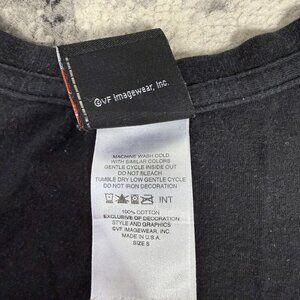 ©VF Imagewear, Inc.
MACHINE WASH COLD
WITH SIMILAR COLORS
GENTLE CYCLE INSIDE OUT
DO NOT BLEACH
TUMBLE DRY LOW GENTLE CYCLE
DO NOT IRON DECORATION
INT
100% COTTON
EXCLUSIVE OF DECORATION
STYLE AND GRAPHICS
©VF IMAGEWEAR, INC.
MADE IN U.S.A.
SIZE S